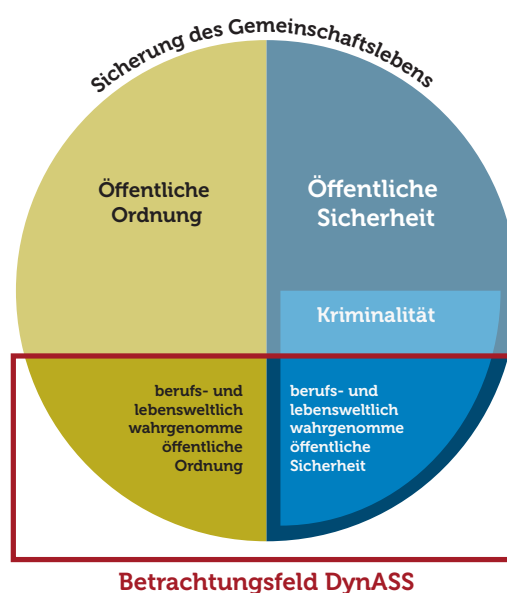 Sicherung des Gemeinschaftslebens
Öffentliche
Ordnung
Öffentliche
Sicherheit
Kriminalität
berufs- und
lebensweltlich
wahrgenomme
öffentliche
Ordnung
berufs- und
lebensweltlich
wahrgenomme
öffentliche
Sicherheit
Betrachtungsfeld DynASS